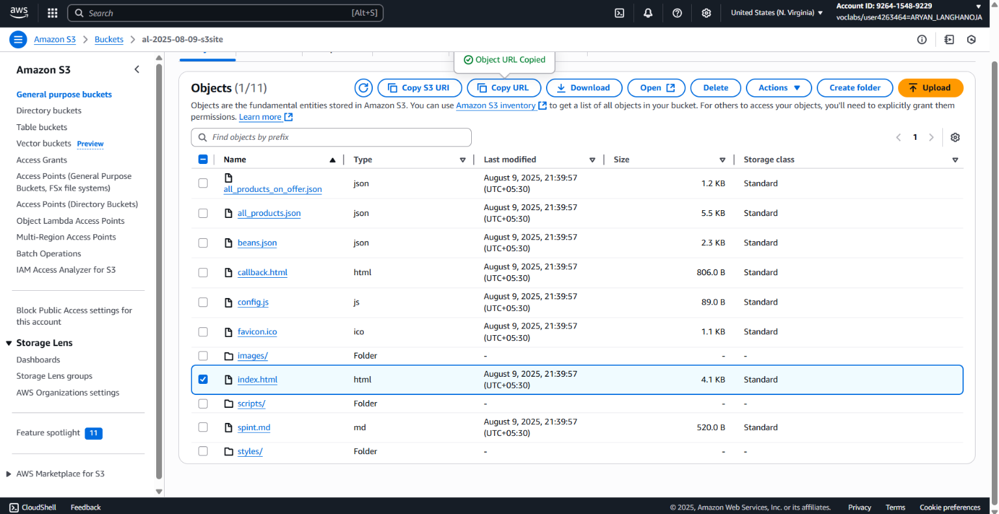 aws
Search
[Alt+S]
United States (N. Virginia)
Account ID: 9264-1548-9229
voclabs/user4263464=ARYAN_LANGHANOJA
Amazon S3
Buckets
al-2025-08-09-s3site
Amazon S3
General purpose buckets
Directory buckets
Table buckets
Vector buckets Preview
Access Grants
Access Points (General Purpose
Buckets, FSx file systems)
Access Points (Directory Buckets)
Object Lambda Access Points
Multi-Region Access Points
Batch Operations
IAM Access Analyzer for S3
Block Public Access settings for
this account
Storage Lens
Dashboards
Storage Lens groups
AWS Organizations settings
Feature spotlight 11
AWS Marketplace for S3
Object URL Copied
Objects (1/11)
Copy S3 URI
Copy URL
Download
Open
Delete
Actions
Create folder
Upload
Objects are the fundamental entities stored in Amazon S3. You can use Amazon S3 inventory to get a list of all objects in your bucket. For others to access your objects, you'll need to explicitly grant them
permissions. Learn more
Find objects by prefix
1
Name Type Last modified Size Storage class
all_products_on_offer.json json August 9, 2025, 21:39:57 (UTC+05:30) 1.2 KB Standard
all_products.json json August 9, 2025, 21:39:57 (UTC+05:30) 5.5 KB Standard
beans.json json August 9, 2025, 21:39:57 (UTC+05:30) 2.3 KB Standard
callback.html html August 9, 2025, 21:39:57 (UTC+05:30) 806.0 B Standard
config.js js August 9, 2025, 21:39:57 (UTC+05:30) 89.0 B Standard
favicon.ico ico August 9, 2025, 21:39:57 (UTC+05:30) 1.1 KB Standard
images/ Folder - - -
index.html html August 9, 2025, 21:39:57 (UTC+05:30) 4.1 KB Standard
scripts/ Folder - - -
spint.md md August 9, 2025, 21:39:57 (UTC+05:30) 520.0 B Standard
styles/ Folder - - -
CloudShell
Feedback
© 2025, Amazon Web Services, Inc. or its affiliates.
Privacy
Terms
Cookie preferences